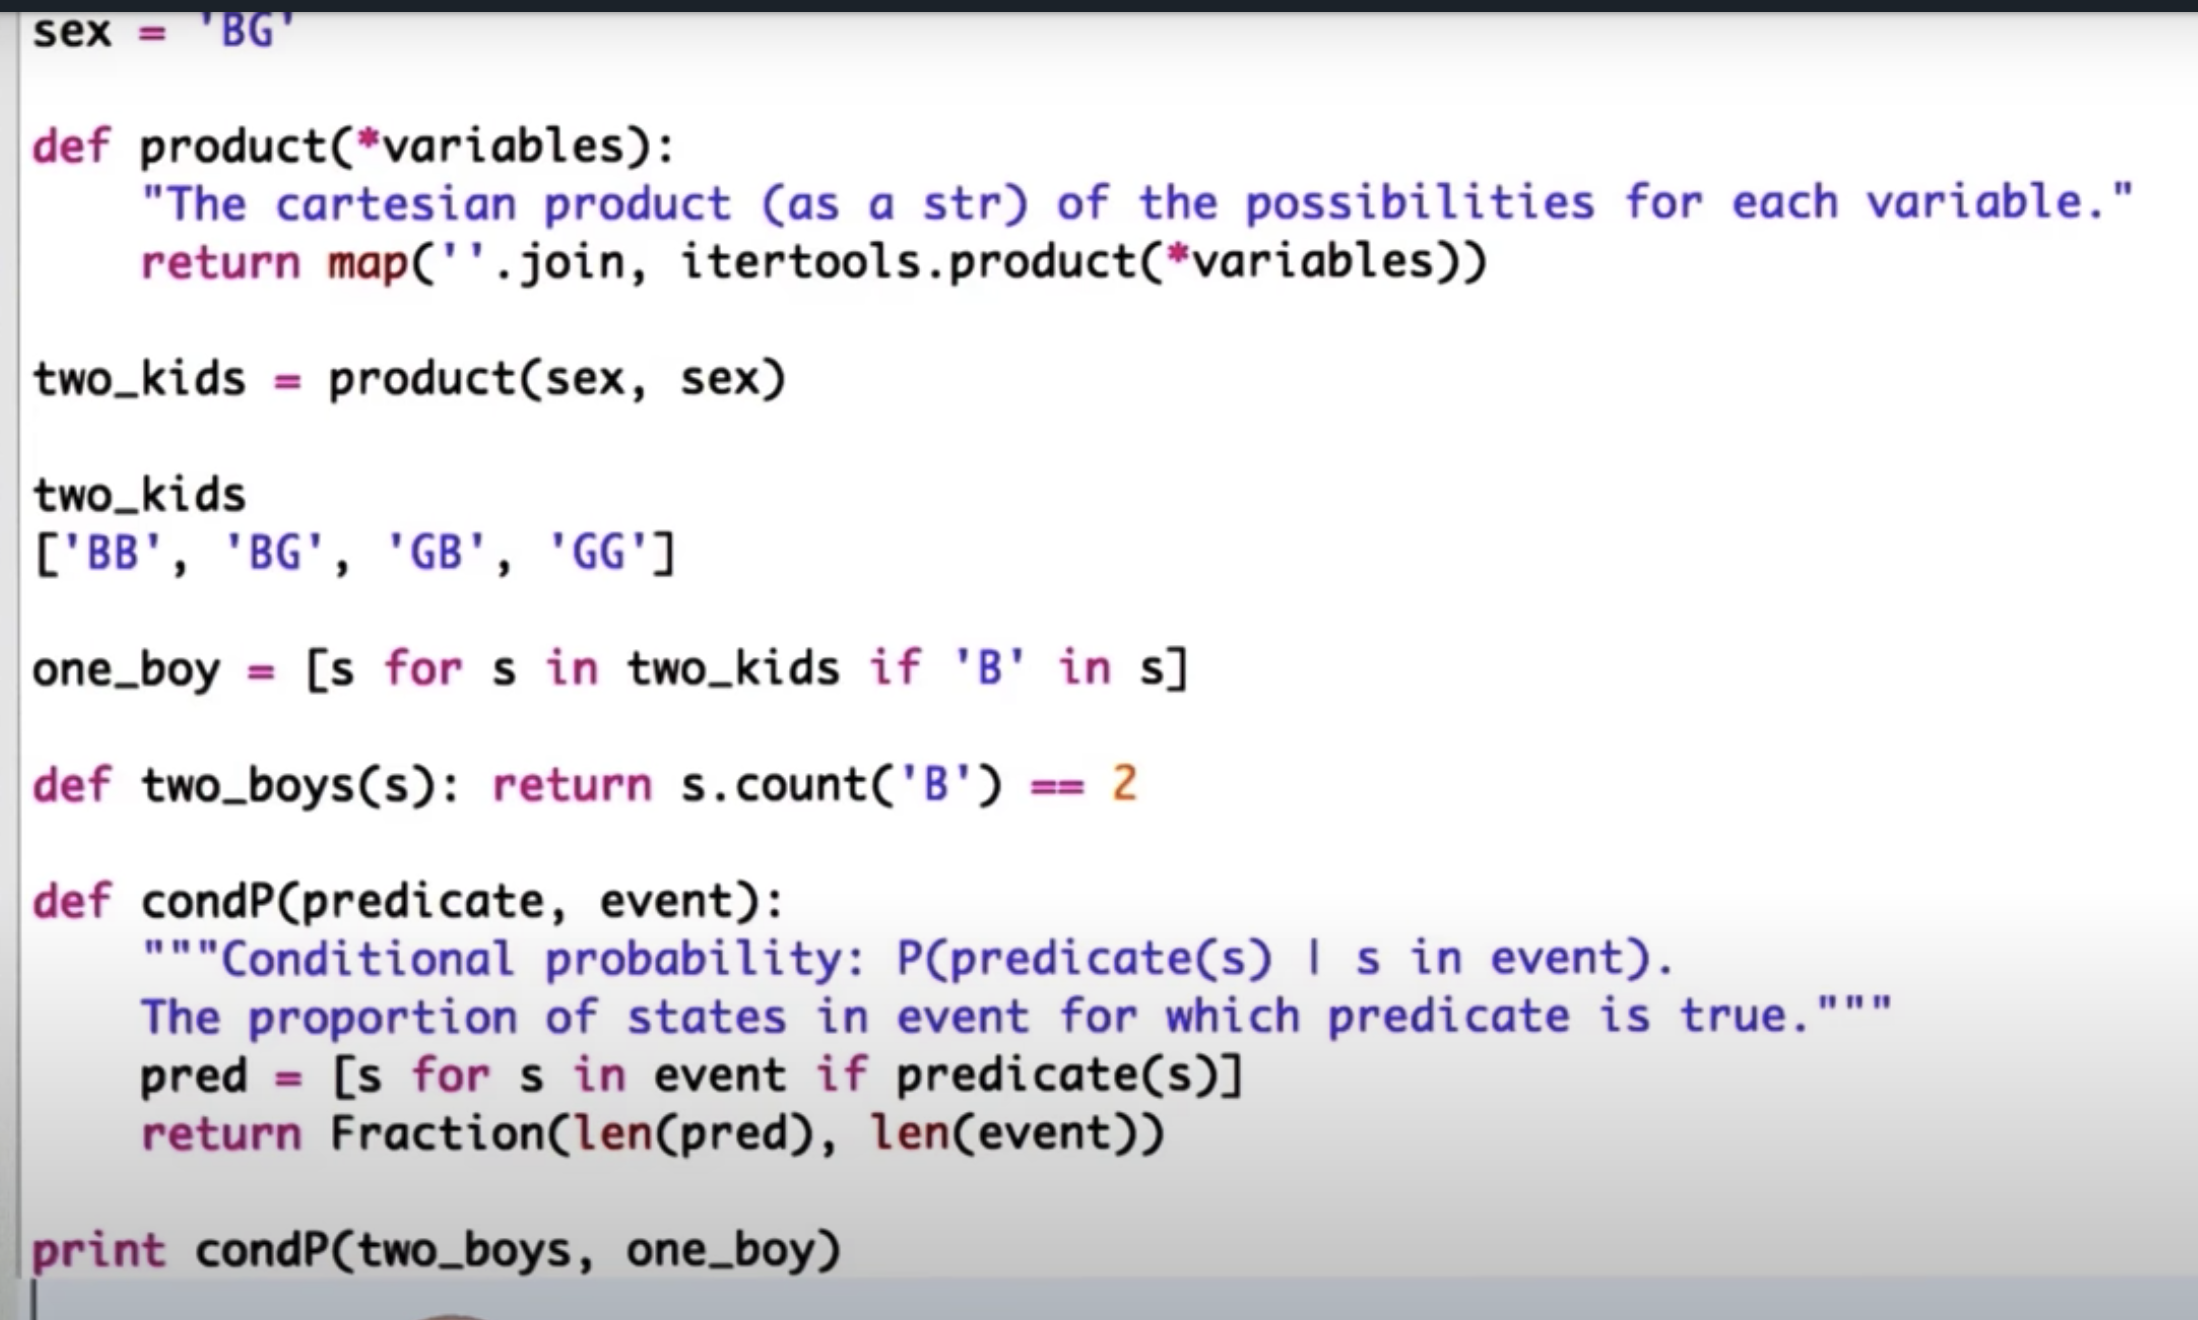 sex = 'BG'
def product(*variables):
    "The cartesian product (as a str) of the possibilities for each variable."
    return map(''.join, itertools.product(*variables))
two_kids = product(sex, sex)
two_kids
['BB', 'BG', 'GB', 'GG']
one_boy = [s for s in two_kids if 'B' in s]
def two_boys(s): return s.count('B') == 2
def condP(predicate, event):
    """Conditional probability: P(predicate(s) | s in event).
    The proportion of states in event for which predicate is true."""
    pred = [s for s in event if predicate(s)]
    return Fraction(len(pred), len(event))
print condP(two_boys, one_boy)